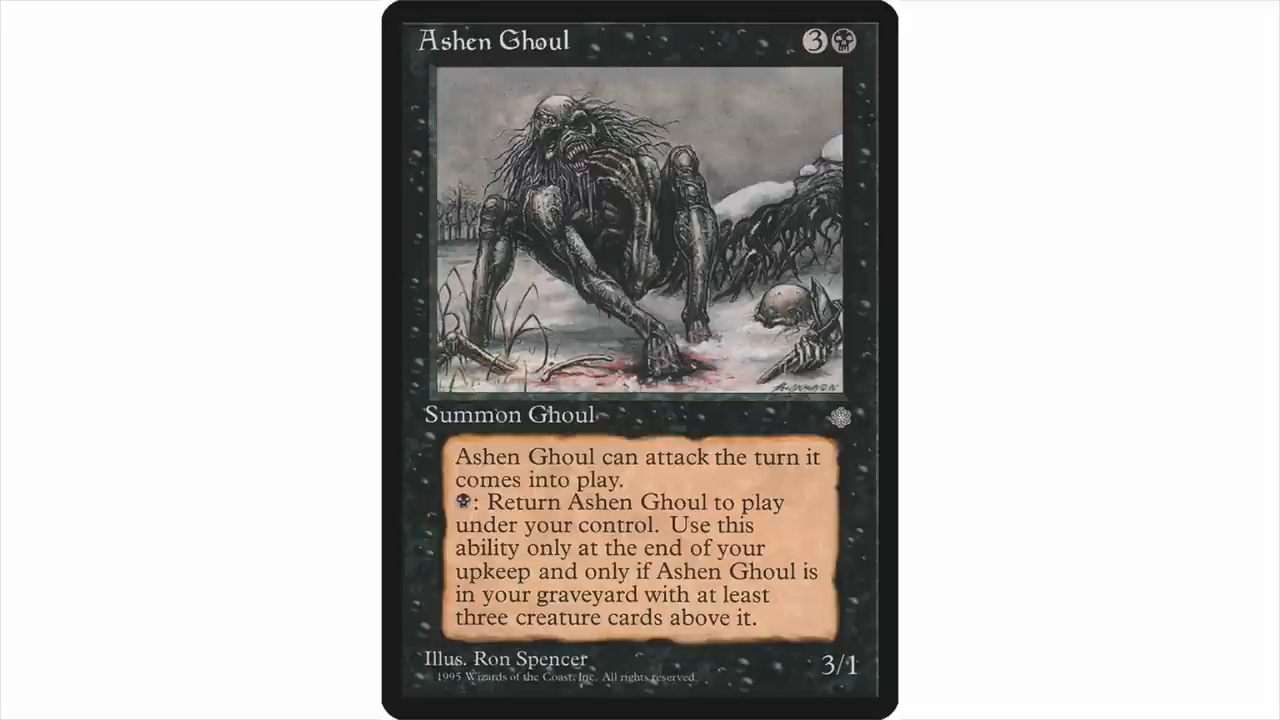 Ashen Ghoul 3
Summon Ghoul
Ashen Ghoul can attack the turn it
comes into play.
: Return Ashen Ghoul to play
under your control. Use this
ability only at the end of your
upkeep and only if Ashen Ghoul is
in your graveyard with at least
three creature cards above it.
Illus. Ron Spencer
3/1
1995 Wizards of the Coast, Inc. All rights reserved.